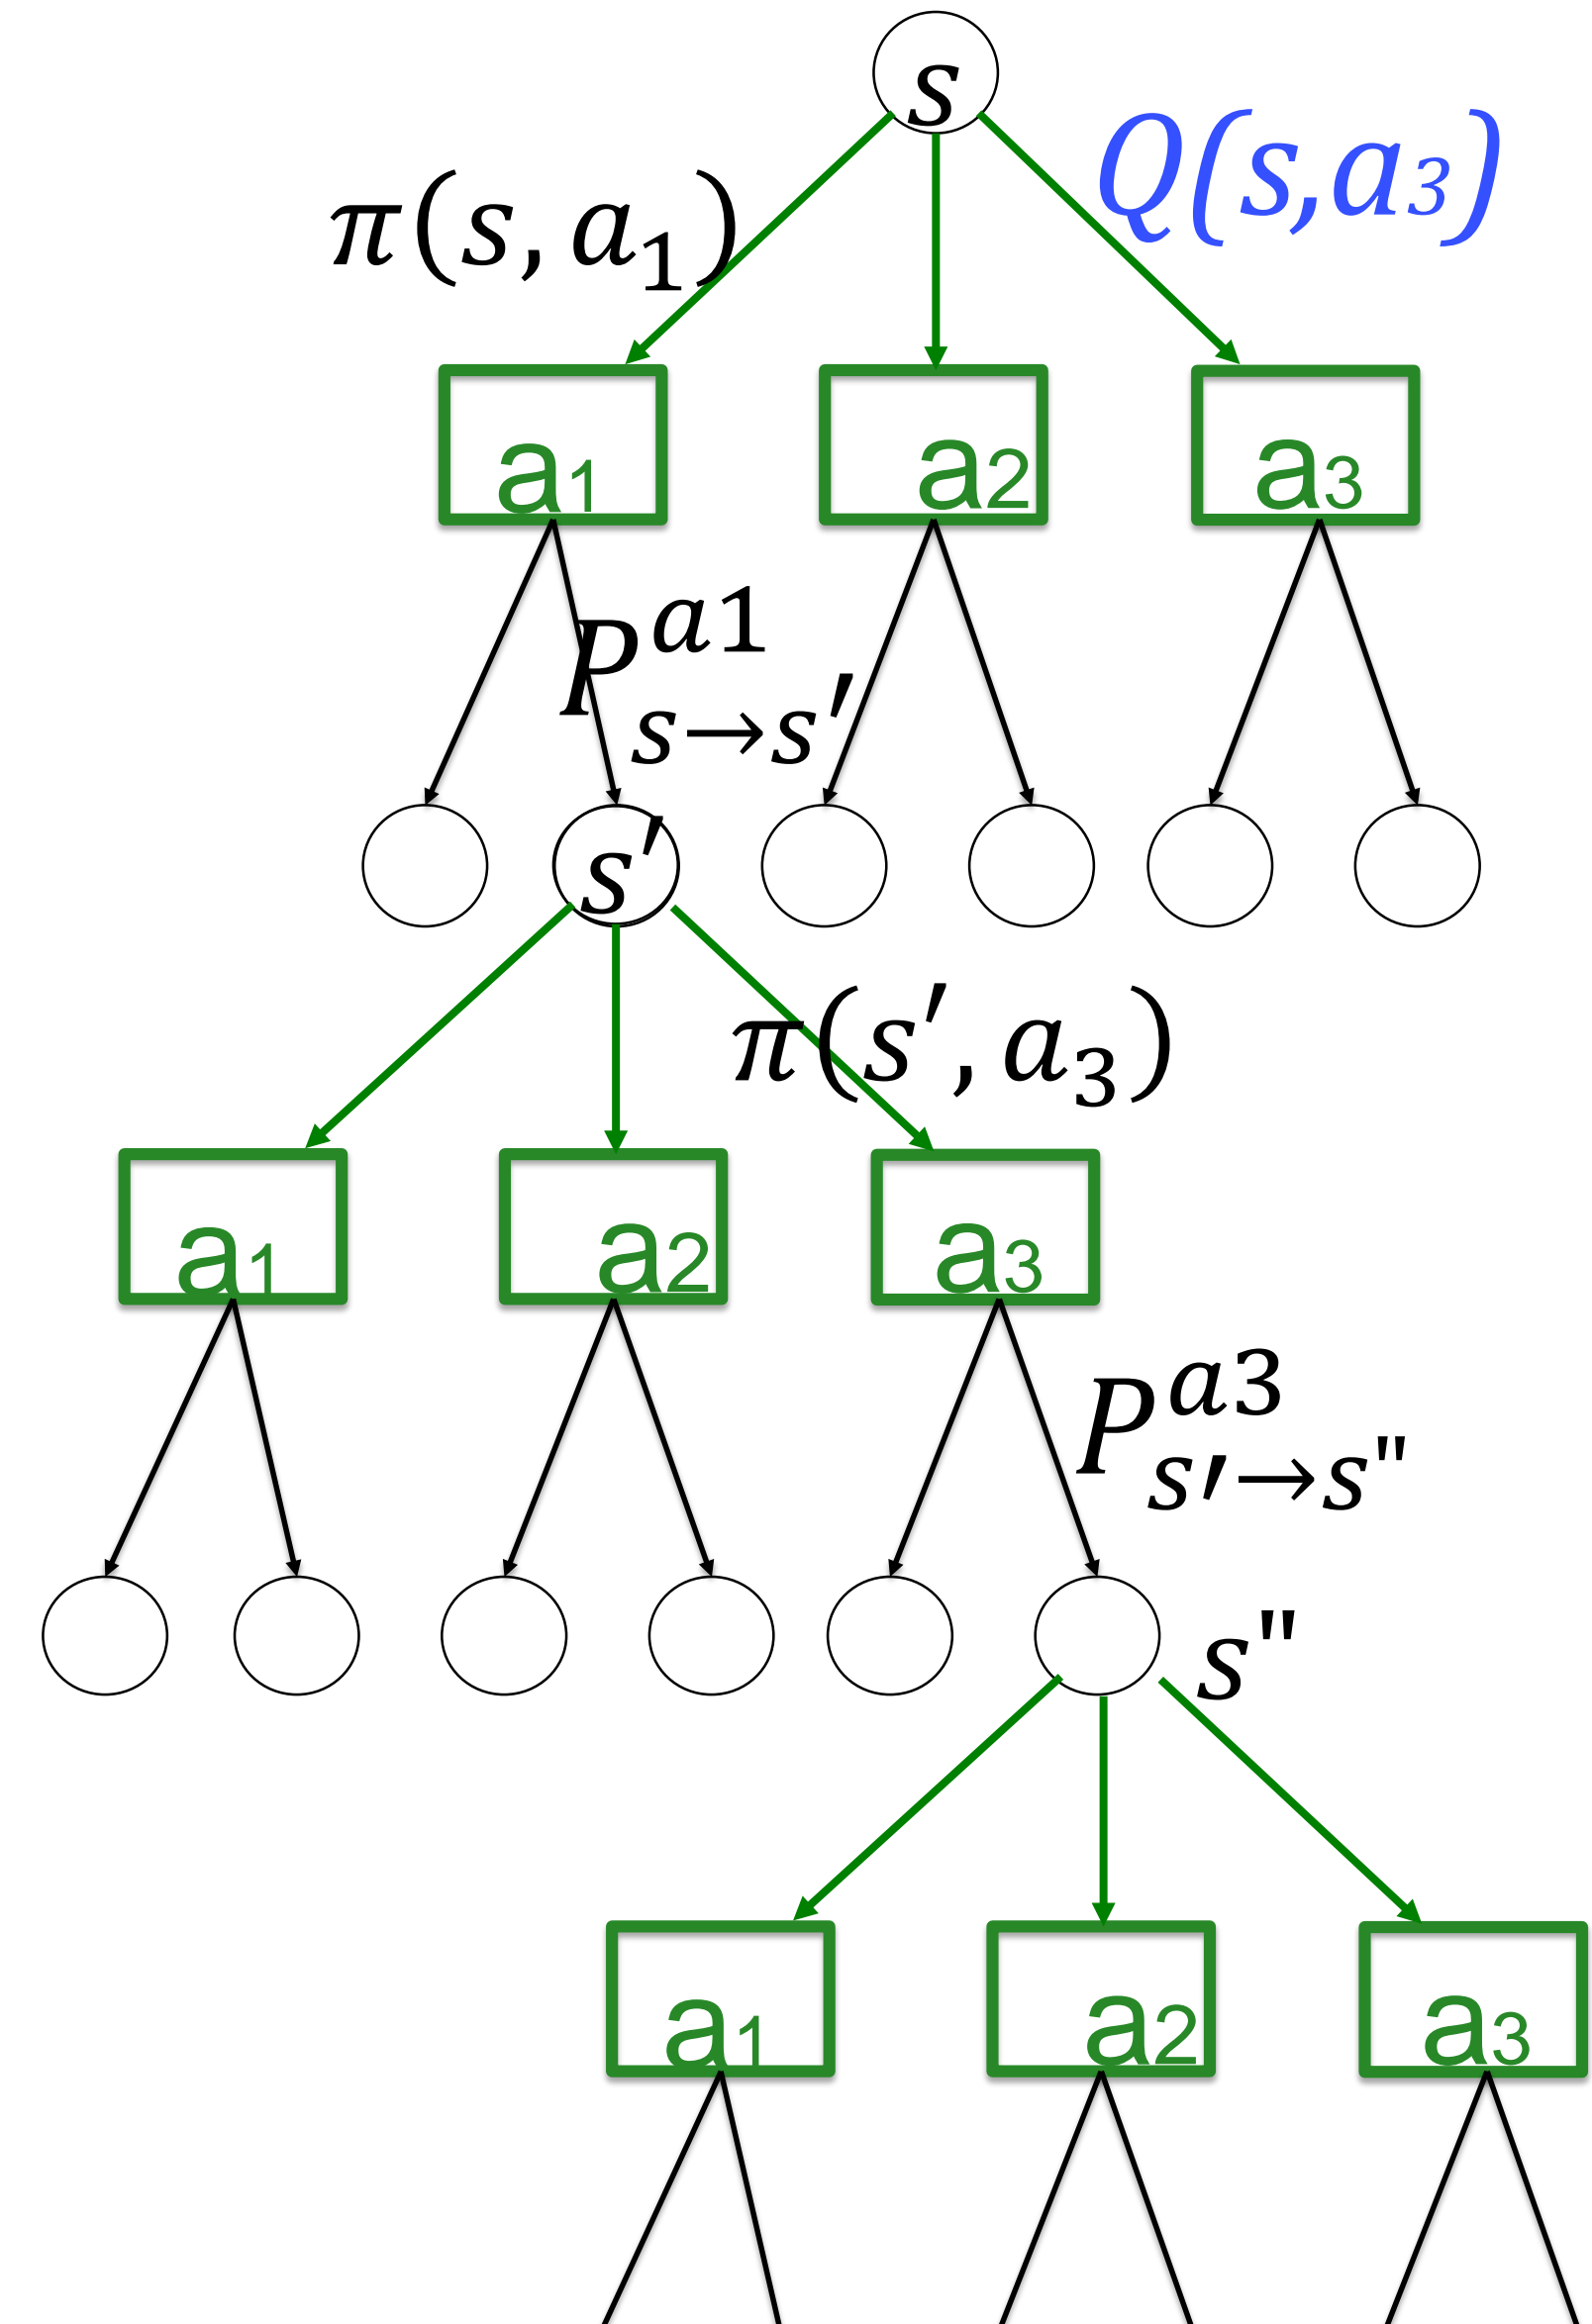 s
π(s, a₁)
Q(s,a₃)
a1
a2
a3
P^{a1}_{s→s′}
s′
π(s′, a₃)
a1
a2
a3
P^{a3}_{s′→s"}
s"
a1
a2
a3